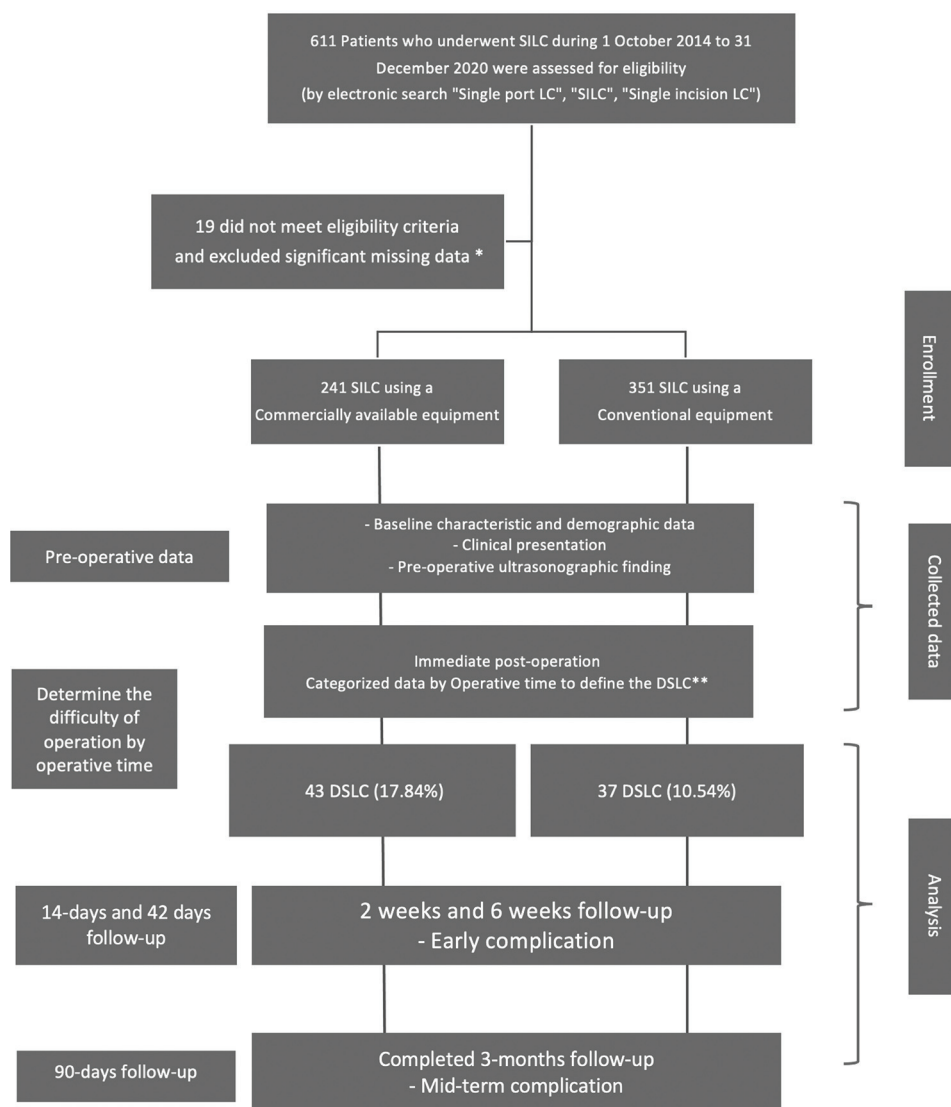 611 Patients who underwent SILC during 1 October 2014 to 31
December 2020 were assessed for eligibility
(by electronic search "Single port LC", "SILC", "Single incision LC")
19 did not meet eligibility criteria
and excluded significant missing data *
Enrollment
241 SILC using a
Commercially available equipment
351 SILC using a
Conventional equipment
Pre-operative data
- Baseline characteristic and demographic data
- Clinical presentation
- Pre-operative ultrasonographic finding
Collected data
Determine the
difficulty of
operation by
operative time
Immediate post-operation
Categorized data by Operative time to define the DSLC**
43 DSLC (17.84%)
37 DSLC (10.54%)
Analysis
14-days and 42 days
follow-up
2 weeks and 6 weeks follow-up
- Early complication
90-days follow-up
Completed 3-months follow-up
- Mid-term complication